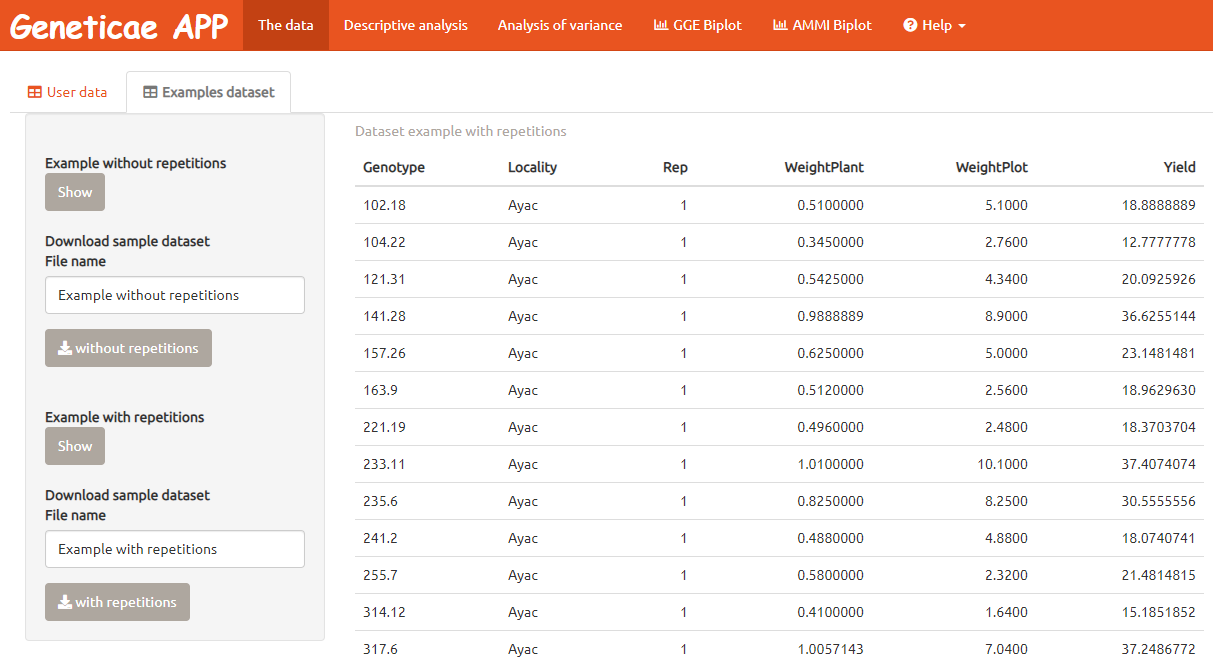 Geneticae APP The data Descriptive analysis Analysis of variance GGE Biplot AMMI Biplot Help
User data Examples dataset
Example without repetitions
Show
Download sample dataset
File name
Example without repetitions
without repetitions
Example with repetitions
Show
Download sample dataset
File name
Example with repetitions
with repetitions
Dataset example with repetitions
Genotype Locality Rep WeightPlant WeightPlot Yield
102.18 Ayac 1 0.5100000 5.1000 18.8888889
104.22 Ayac 1 0.3450000 2.7600 12.7777778
121.31 Ayac 1 0.5425000 4.3400 20.0925926
141.28 Ayac 1 0.9888889 8.9000 36.6255144
157.26 Ayac 1 0.6250000 5.0000 23.1481481
163.9 Ayac 1 0.5120000 2.5600 18.9629630
221.19 Ayac 1 0.4960000 2.4800 18.3703704
233.11 Ayac 1 1.0100000 10.1000 37.4074074
235.6 Ayac 1 0.8250000 8.2500 30.5555556
241.2 Ayac 1 0.4880000 4.8800 18.0740741
255.7 Ayac 1 0.5800000 2.3200 21.4814815
314.12 Ayac 1 0.4100000 1.6400 15.1851852
317.6 Ayac 1 1.0057143 7.0400 37.2486772